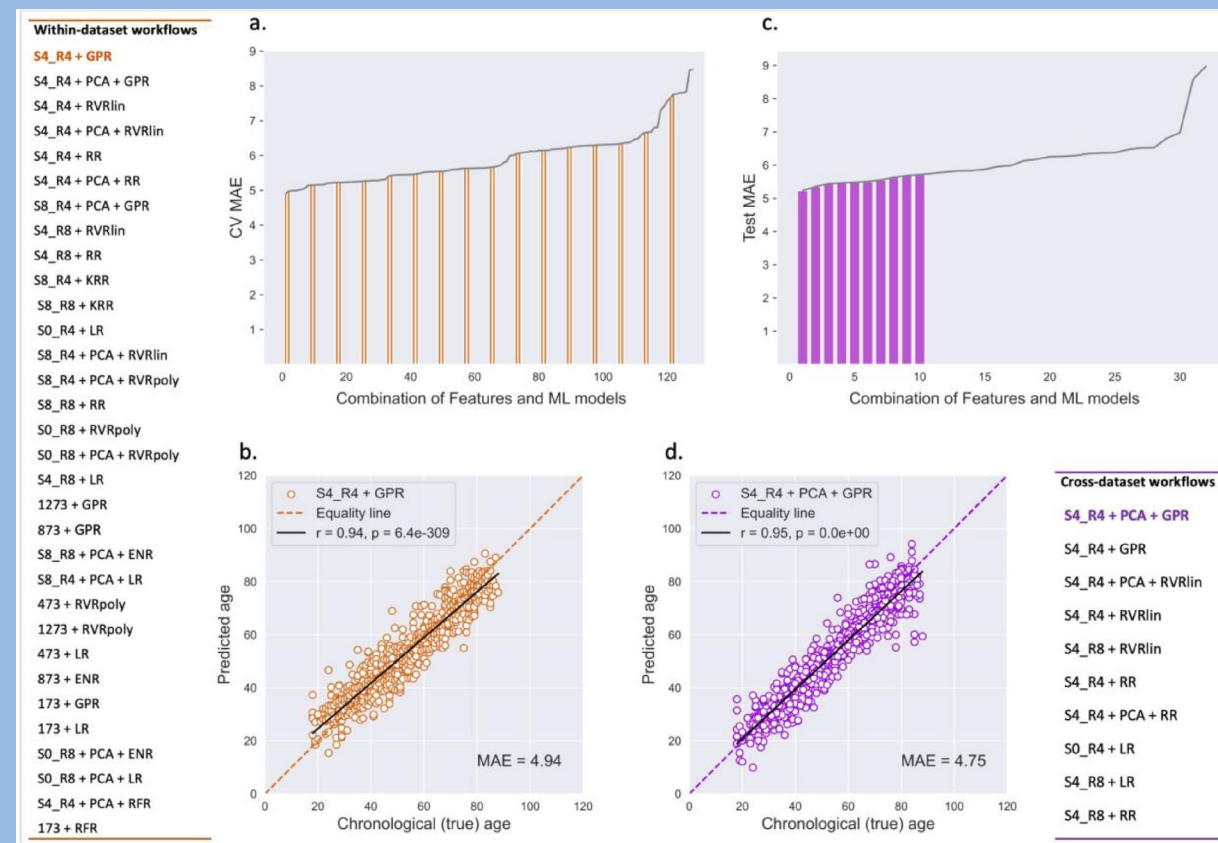 Within-dataset workflows
S4_R4 + GPR
S4_R4 + PCA + GPR
S4_R4 + RVRlin
S4_R4 + PCA + RVRlin
S4_R4 + RR
S4_R4 + PCA + RR
S8_R4 + PCA + GPR
S4_R8 + RVRlin
S4_R8 + RR
S8_R4 + KRR
S8_R8 + KRR
S0_R4 + LR
S8_R4 + PCA + RVRlin
S8_R4 + PCA + RVRpoly
S8_R8 + RR
S0_R8 + RVRpoly
S0_R8 + PCA + RVRpoly
S4_R8 + LR
1273 + GPR
873 + GPR
S8_R8 + PCA + ENR
S8_R4 + PCA + LR
473 + RVRpoly
1273 + RVRpoly
473 + LR
873 + ENR
173 + GPR
173 + LR
S0_R8 + PCA + ENR
S0_R8 + PCA + LR
S4_R4 + PCA + RFR
173 + RFR
a.
9
8
7
6
5
4
3
2
1
CV MAE
0 20 40 60 80 100 120
Combination of Features and ML models
c.
9
8
7
6
5
4
3
2
1
Test MAE
0 5 10 15 20 25 30
Combination of Features and ML models
b.
120
100
80
60
40
20
0
Predicted age
S4_R4 + GPR
Equality line
r = 0.94, p = 6.4e-309
MAE = 4.94
0 20 40 60 80 100 120
Chronological (true) age
d.
120
100
80
60
40
20
0
Predicted age
S4_R4 + PCA + GPR
Equality line
r = 0.95, p = 0.0e+00
MAE = 4.75
0 20 40 60 80 100 120
Chronological (true) age
Cross-dataset workflows
S4_R4 + PCA + GPR
S4_R4 + GPR
S4_R4 + PCA + RVRlin
S4_R4 + RVRlin
S4_R8 + RVRlin
S4_R4 + RR
S4_R4 + PCA + RR
S0_R4 + LR
S4_R8 + LR
S4_R8 + RR